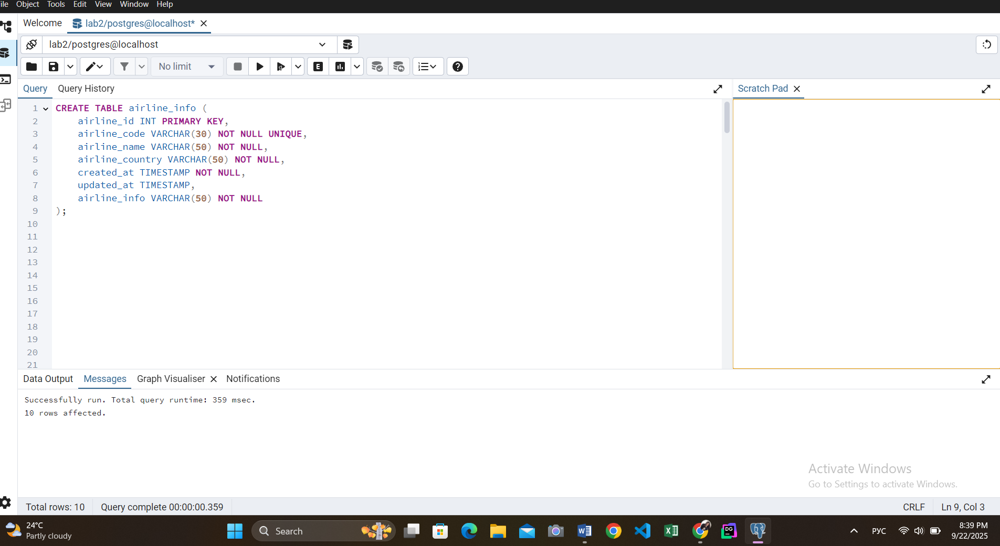 ile Object Tools Edit View Window Help
Welcome lab2/postgres@localhost*
lab2/postgres@localhost
No limit
E
Query Query History
Scratch Pad
1 CREATE TABLE airline_info (
2 airline_id INT PRIMARY KEY,
3 airline_code VARCHAR(30) NOT NULL UNIQUE,
4 airline_name VARCHAR(50) NOT NULL,
5 airline_country VARCHAR(50) NOT NULL,
6 created_at TIMESTAMP NOT NULL,
7 updated_at TIMESTAMP,
8 airline_info VARCHAR(50) NOT NULL
9 );
10
11
12
13
14
15
16
17
18
19
20
21
Data Output Messages Graph Visualiser Notifications
Successfully run. Total query runtime: 359 msec.
10 rows affected.
Activate Windows
Go to Settings to activate Windows.
Total rows: 10 Query complete 00:00:00.359 CRLF Ln 9, Col 3
24°C
Partly cloudy
Search
DG
РУС
8:39 PM
9/22/2025